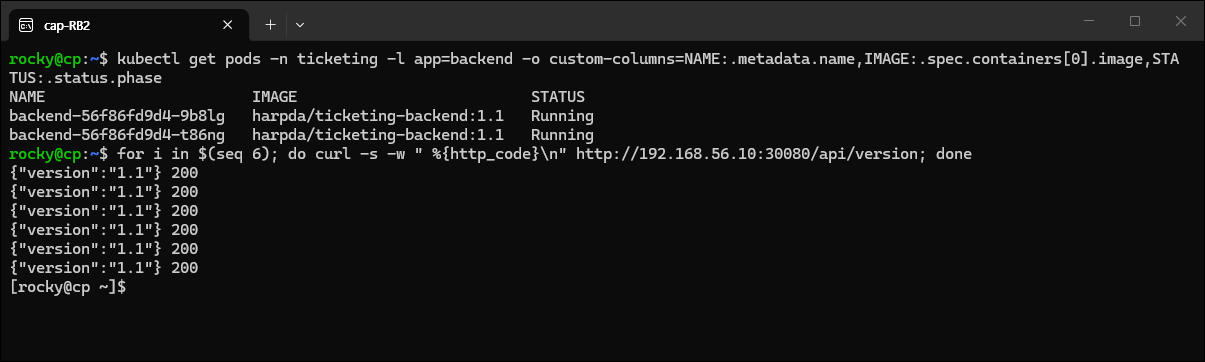 cap-RB2
rocky@cp:~$ kubectl get pods -n ticketing -l app=backend -o custom-columns=NAME:.metadata.name,IMAGE:.spec.containers[0].image,STA
TUS:.status.phase
NAME IMAGE STATUS
backend-56f86fd9d4-9b8lg harpda/ticketing-backend:1.1 Running
backend-56f86fd9d4-t86ng harpda/ticketing-backend:1.1 Running
rocky@cp:~$ for i in $(seq 6); do curl -s -w " %{http_code}\n" http://192.168.56.10:30080/api/version; done
{"version":"1.1"} 200
{"version":"1.1"} 200
{"version":"1.1"} 200
{"version":"1.1"} 200
{"version":"1.1"} 200
{"version":"1.1"} 200
[rocky@cp ~]$